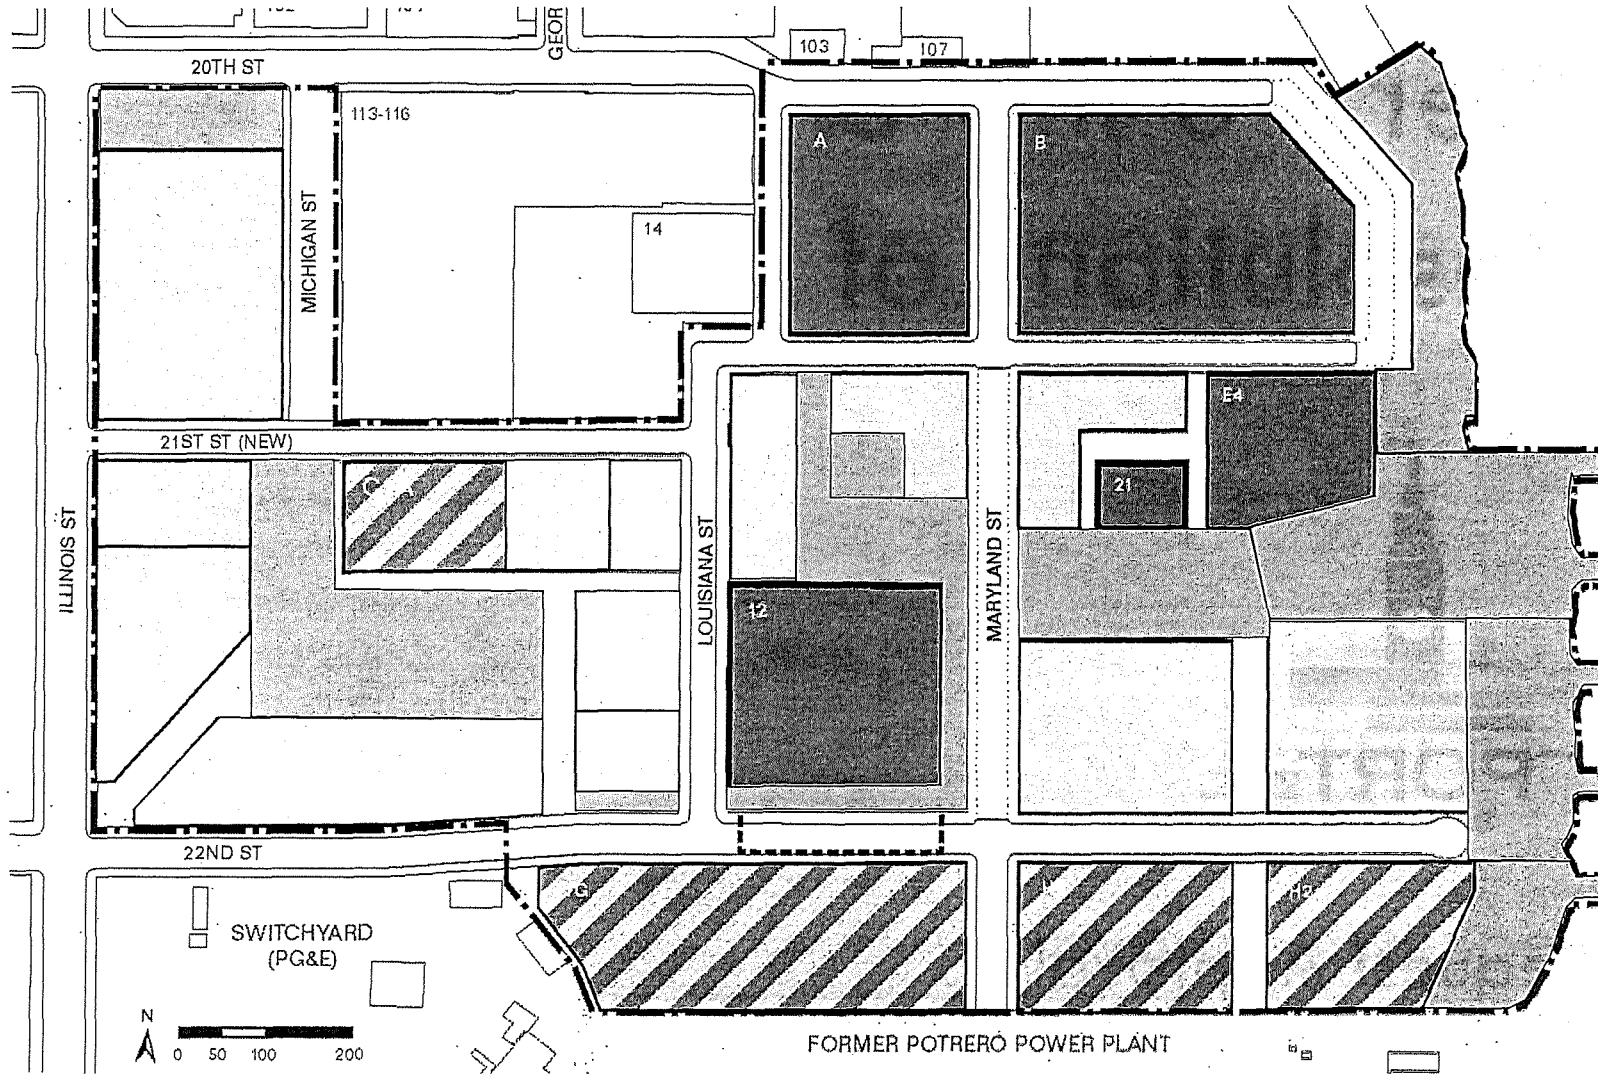 103
107
20TH ST
113-116
A
B
14
MICHIGAN ST
E4
21ST ST (NEW)
21
ILLINOIS ST
LOUISIANA ST
MARYLAND ST
12
22ND ST
G
SWITCHYARD
(PG&E)
N
0 50 100 200
FORMER POTRERO POWER PLANT